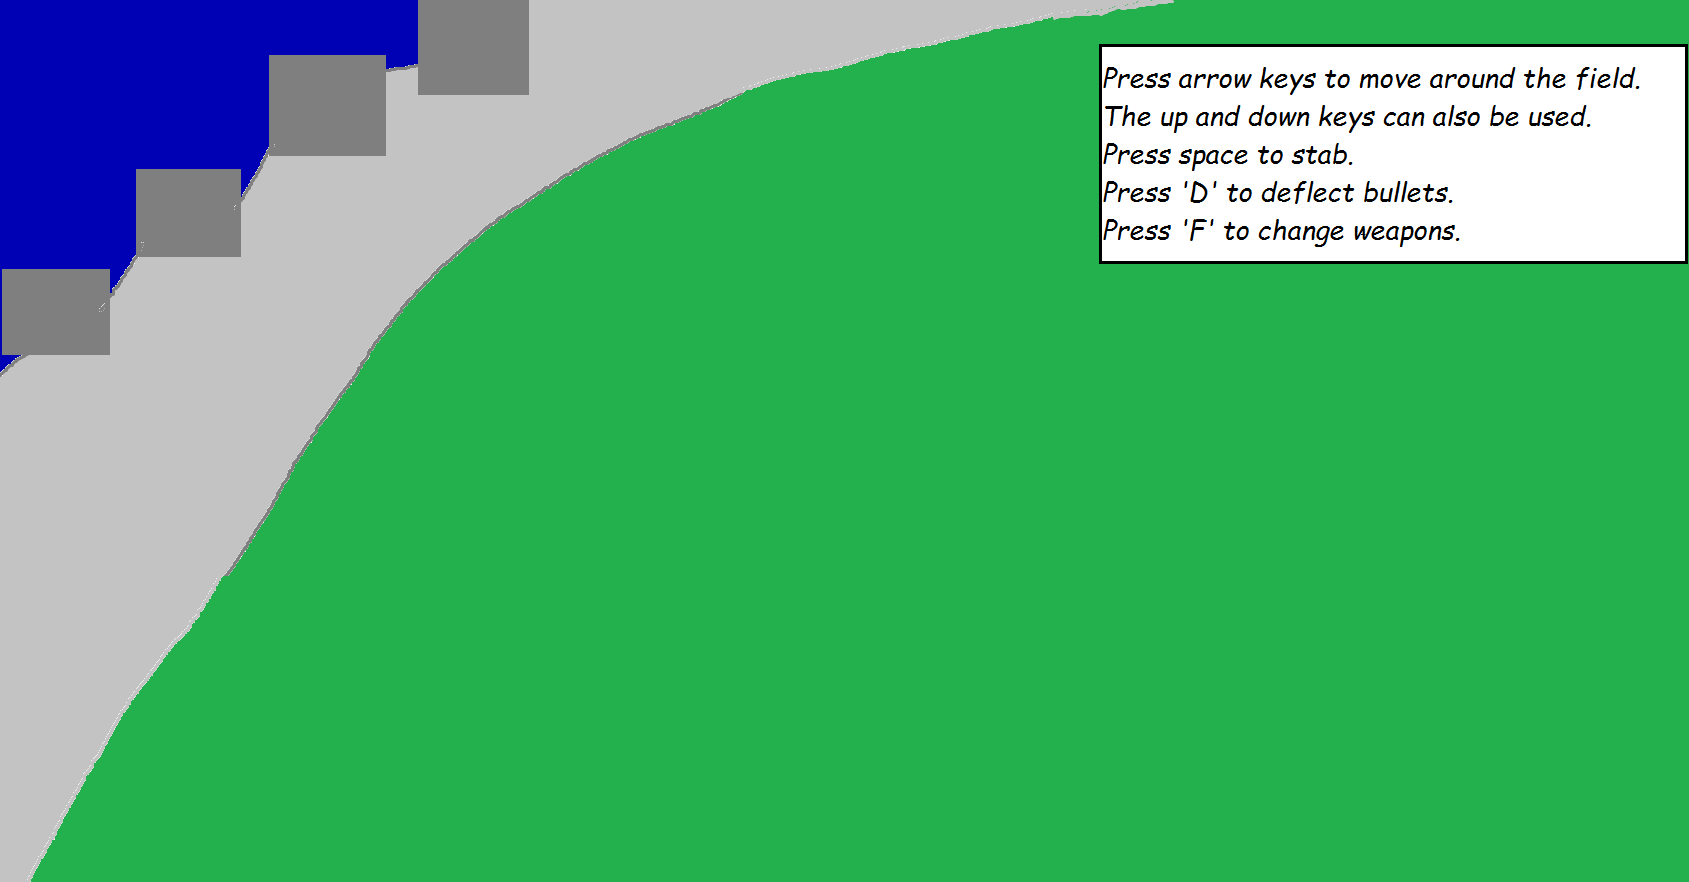 Press arrow keys to move around the field.
The up and down keys can also be used.
Press space to stab.
Press 'D' to deflect bullets.
Press 'F' to change weapons.